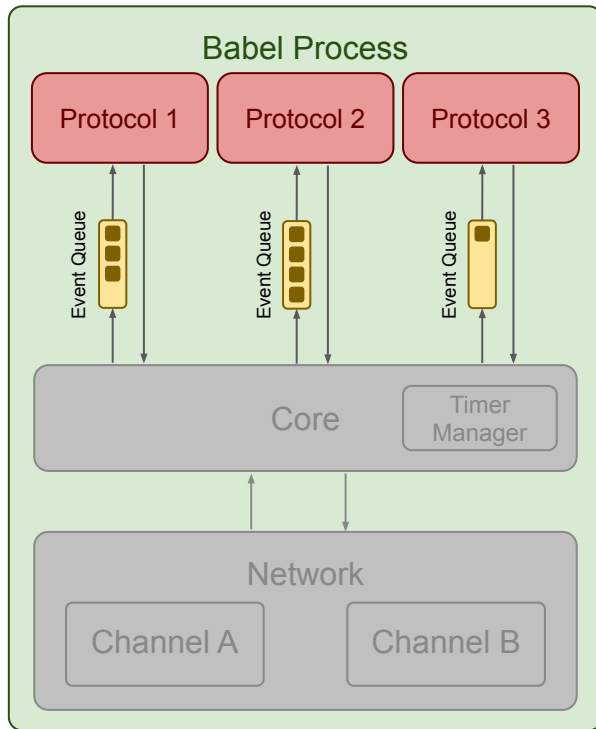 Babel Process
Protocol 1
Protocol 2
Protocol 3
Event Queue
Event Queue
Event Queue
Core
Timer
Manager
Network
Channel A
Channel B